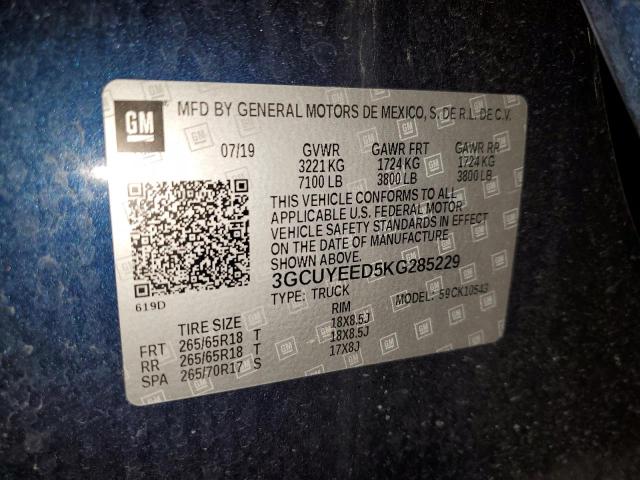 GM MFD BY GENERAL MOTORS DE MEXICO, S. DE R.L. DE C.V.
07/19 GVWR GAWR FRT GAWR RR
3221 KG 1724 KG 1724 KG
7100 LB 3800 LB 3800 LB
THIS VEHICLE CONFORMS TO ALL
APPLICABLE U.S. FEDERAL MOTOR
VEHICLE SAFETY STANDARDS IN EFFECT
ON THE DATE OF MANUFACTURE
SHOWN ABOVE.
3GCUYEED5KG285229
619D TYPE: TRUCK MODEL: 59CK10543
TIRE SIZE RIM
FRT 265/65R18 T 18X8.5J
RR 265/65R18 T 18X8.5J
SPA 265/70R17 S 17X8J